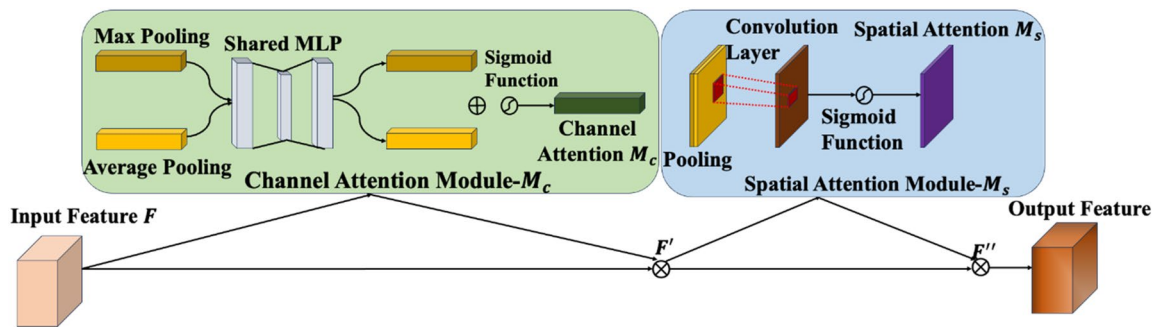 Max Pooling
Shared MLP
Sigmoid
Function
Channel
Attention M_c
Average Pooling
Channel Attention Module-M_c
Convolution
Layer
Spatial Attention M_s
Sigmoid
Function
Pooling
Spatial Attention Module-M_s
Input Feature F
F′
F′′
Output Feature